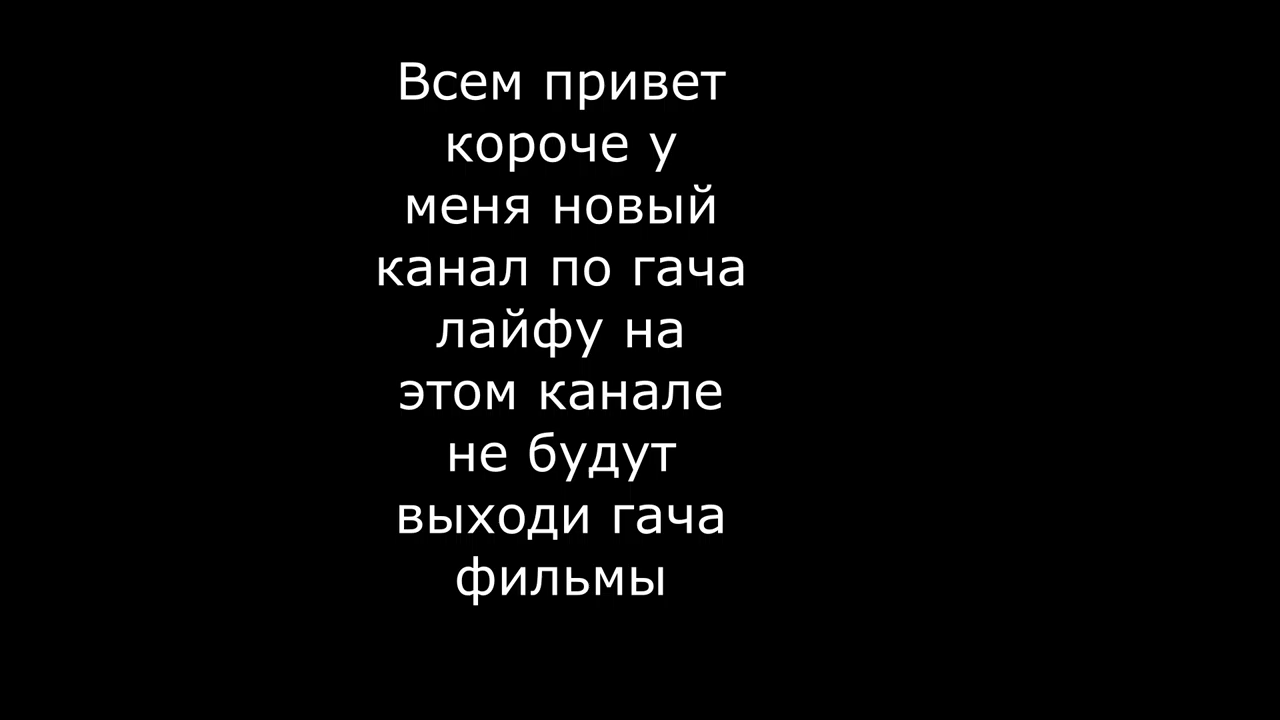 Всем привет
короче у
меня новый
канал по гача
лайфу на
этом канале
не будут
выходи гача
фильмы